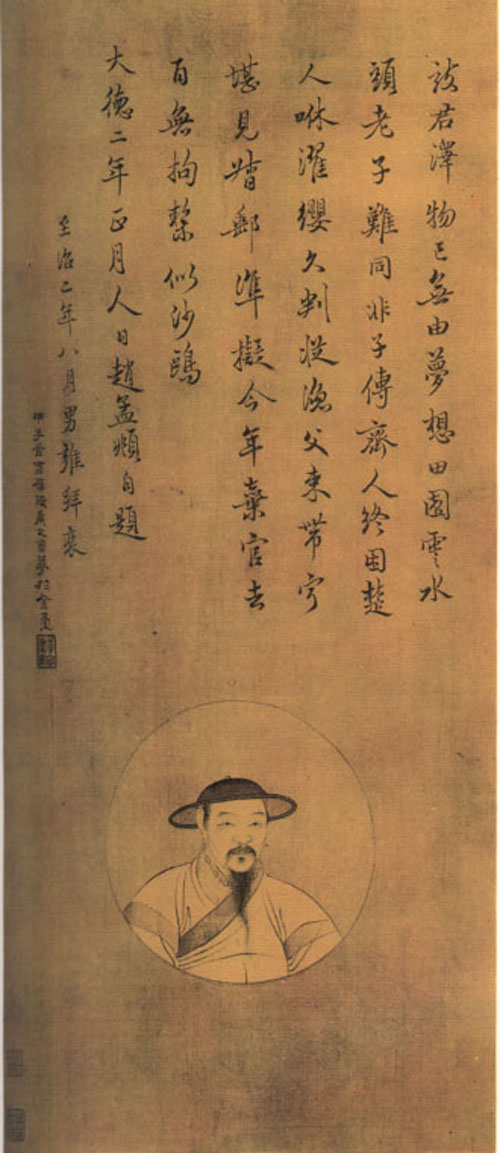 致君澤物已無由夢想田園雲水
頭老子難同非子傳齊人終困楚
人咻濯纓久判從漁父束帶寧
堪見督郵準擬今年棄官去
百無拘繫似沙鷗
大德二年正月人日趙孟頫自題
至治二年八月男雍拜裝